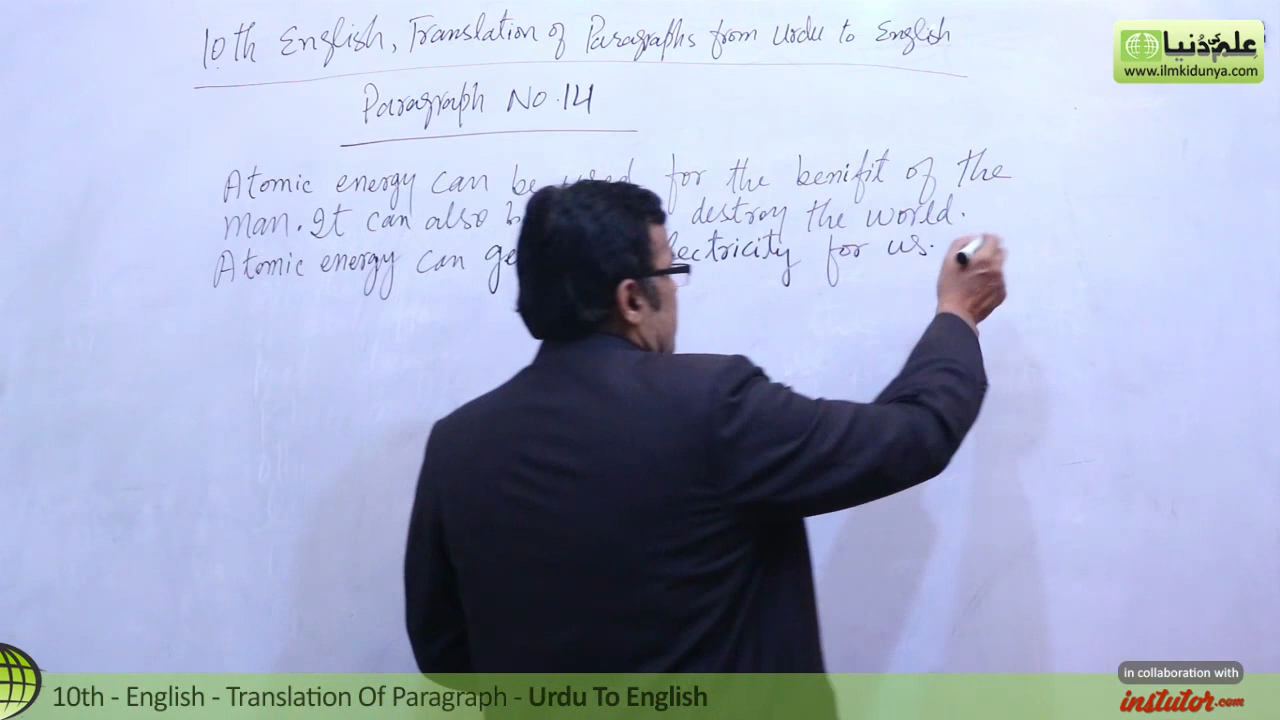 10th English, Translation of Paragraphs from Urdu to English
علم کی دنیا
www.ilmkidunya.com
Paragraph No.14
Atomic energy can be used for the benifit of the
man. It can also destroy the world.
Atomic energy can electricity for us.
in collaboration with
instutor.com
10th - English - Translation Of Paragraph - Urdu To English